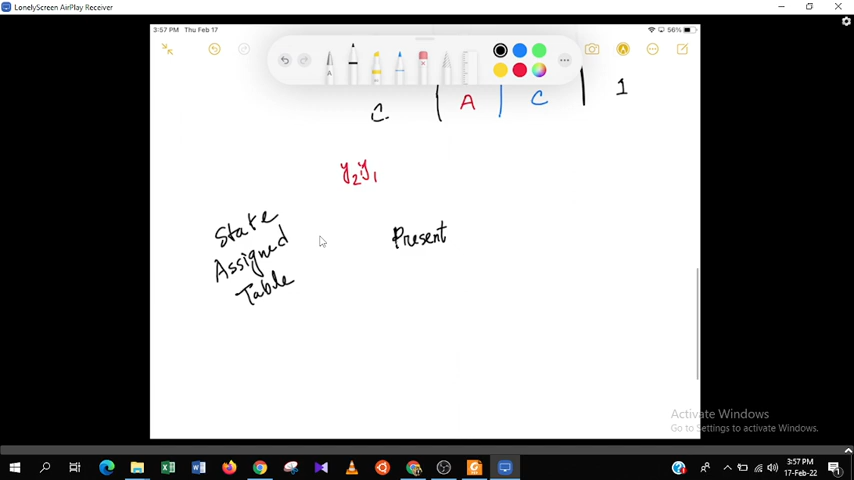 LonelyScreen AirPlay Receiver
3:57 PM Thu Feb 17
56%
A
C. A C 1
y2y1
State
Assigned
Table
Present
Activate Windows
Go to Settings to activate Windows.
3:57 PM
17-Feb-22